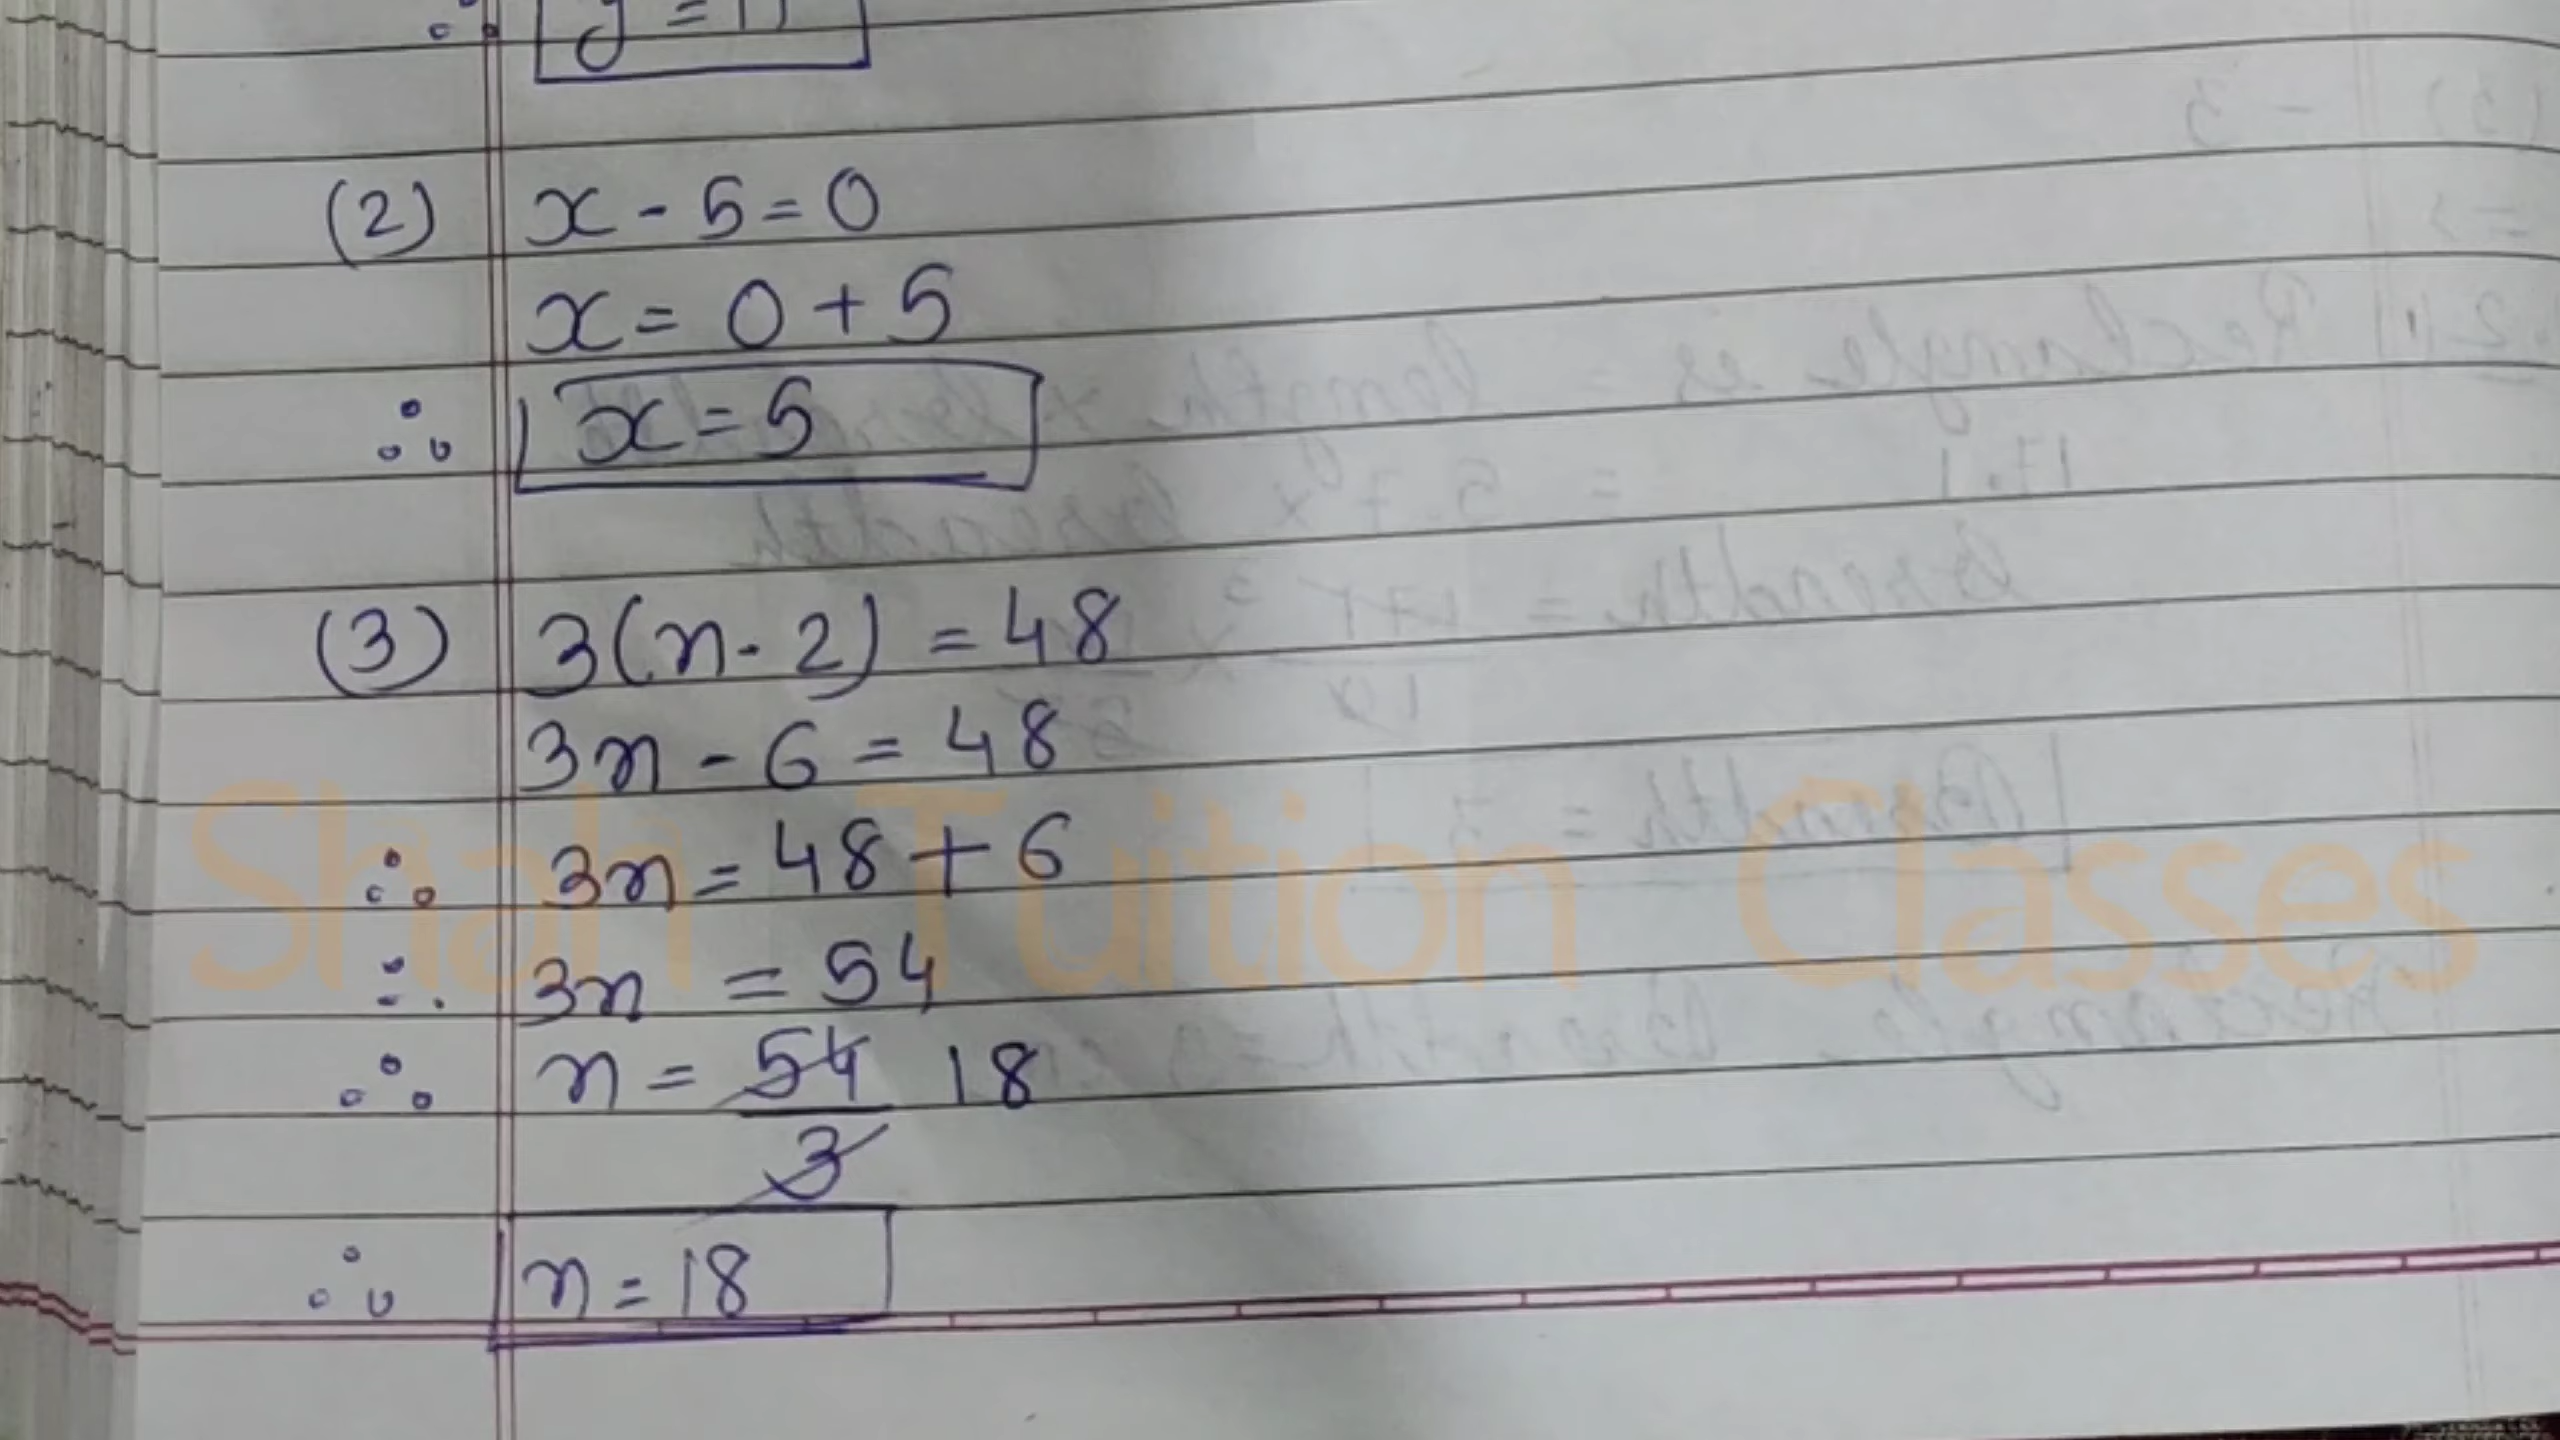 (2) x - 5 = 0
x = 0 + 5
∴ x = 5
(3) 3(n - 2) = 48
3n - 6 = 48
∴ 3n = 48 + 6
∴ 3n = 54
∴ n = 54/3 18
∴ n = 18
Shah Tuition Classes